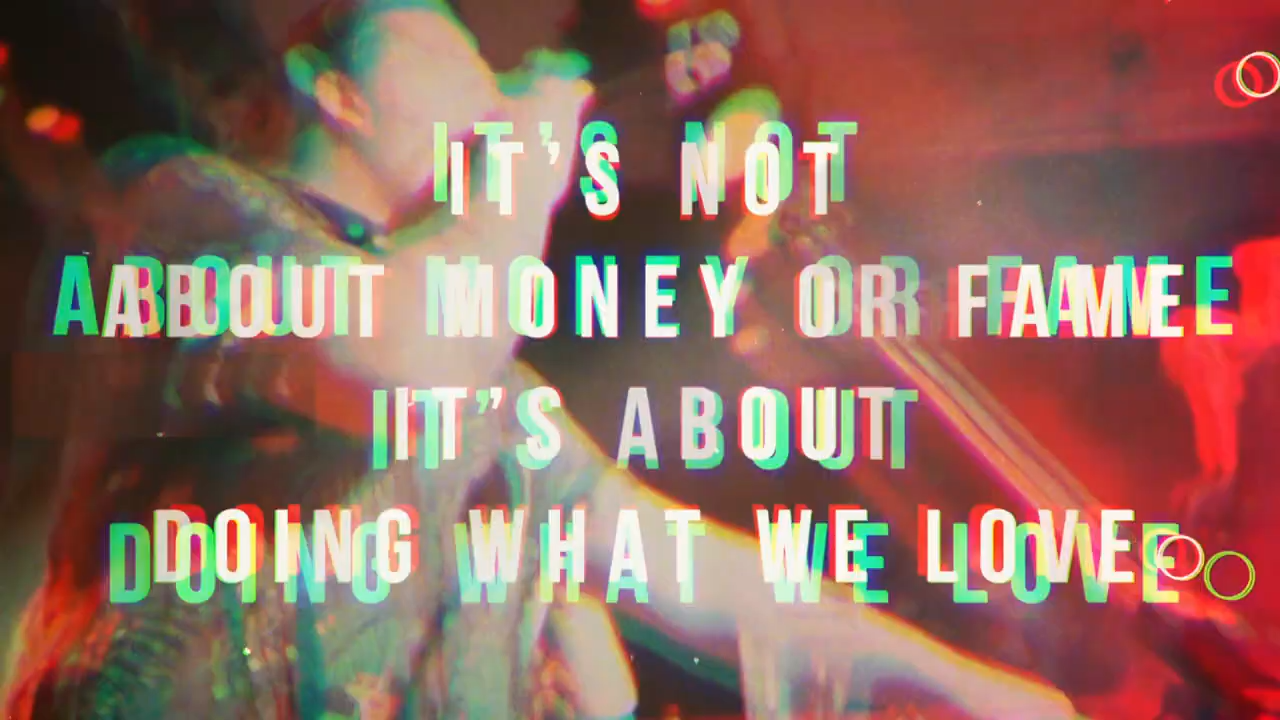 IT'S NOT
ABOUT MONEY OR FAME
IT"S ABOUT
DOING WHAT WE LOVE